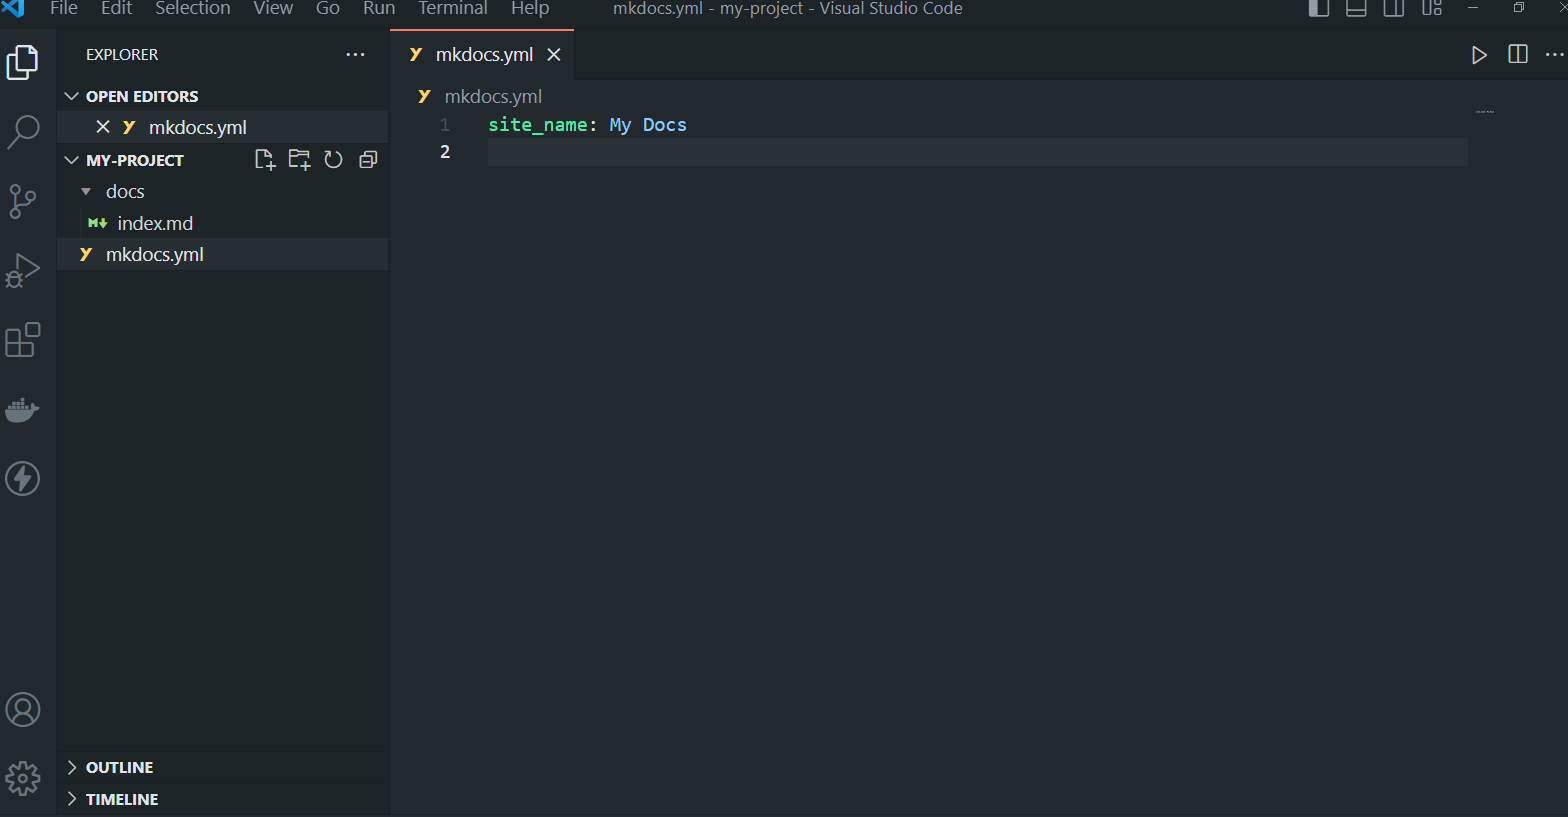 File Edit Selection View Go Run Terminal Help mkdocs.yml - my-project - Visual Studio Code
EXPLORER
OPEN EDITORS
mkdocs.yml
MY-PROJECT
docs
index.md
mkdocs.yml
OUTLINE
TIMELINE
mkdocs.yml
mkdocs.yml
1 site_name: My Docs
2